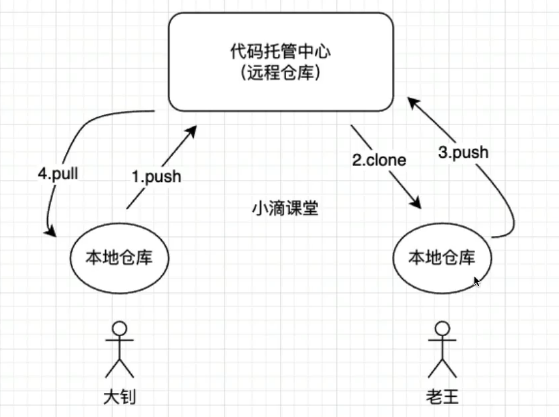 代码托管中心
（远程仓库）
4.pull
1.push
2.clone
3.push
小滴课堂
本地仓库
本地仓库
大钊
老王